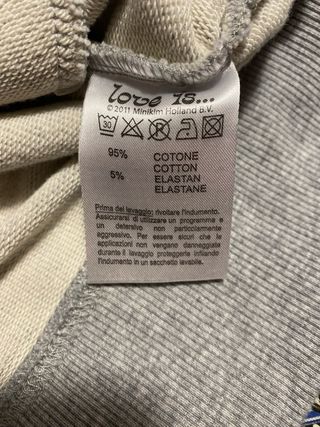 love is...
© 2011 Minikim Holland B.V.
30
P
95% COTONE
COTTON
5% ELASTAN
ELASTANE
Prima del lavaggio: rivoltare l'indumento.
Assicurarsi di utilizzare un programma e
un detersivo non particolarmente
aggressivo. Per essere sicuri che le
applicazioni non vengano danneggiate
durante il lavaggio proteggerle infilando
l'indumento in un sacchetto lavabile.